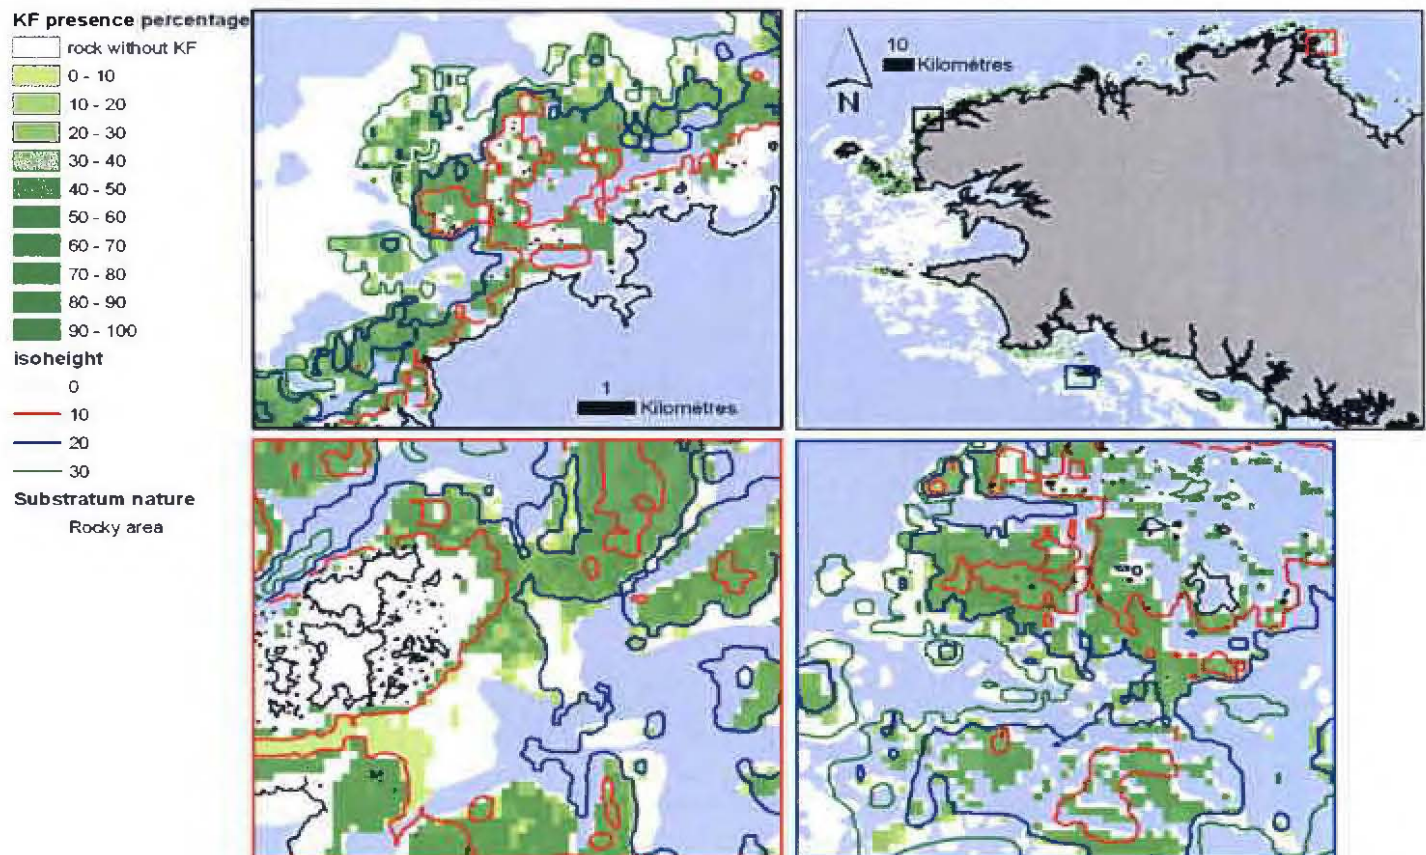 KF presence percentage
rock without KF
0 - 10
10 - 20
20 - 30
30 - 40
40 - 50
50 - 60
60 - 70
70 - 80
80 - 90
90 - 100
isoheight
0
10
20
30
Substratum nature
Rocky area
1
Kilometres
N
10
Kilométres